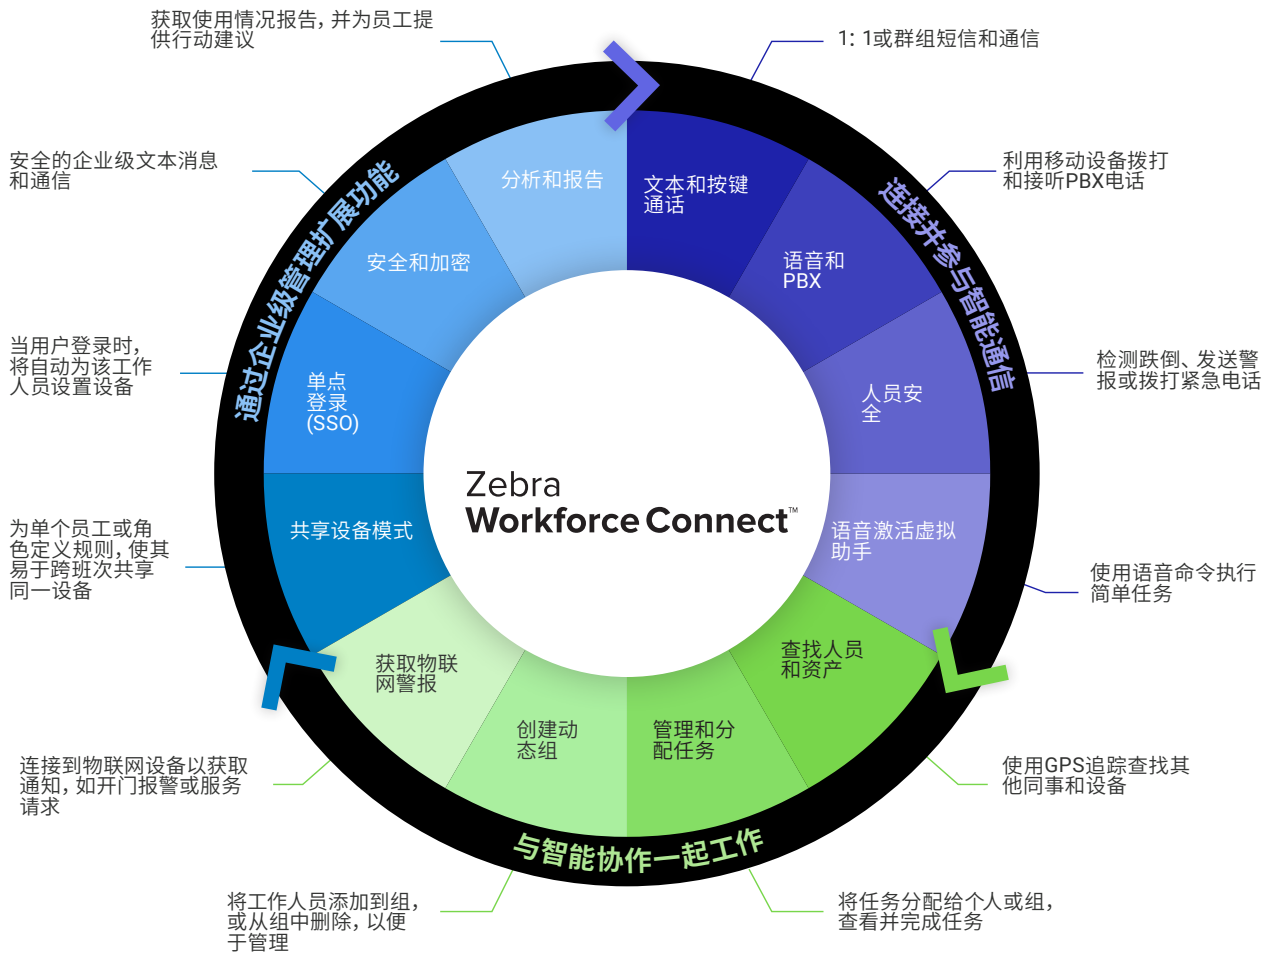 获取使用情况报告，并为员工提
供行动建议
1：1或群组短信和通信
安全的企业级文本消息
和通信
利用移动设备拨打
和接听PBX电话
分析和报告
文本和按键
通话
安全和加密
语音和
PBX
通过企业级管理扩展功能
连接并参与智能通信
当用户登录时，
将自动为该工作
人员设置设备
单点
登录
(SSO)
人员安
全
检测跌倒、发送警
报或拨打紧急电话
Zebra
Workforce Connect™
为单个员工或角
色定义规则，使其
易于跨班次共享
同一设备
共享设备模式
语音激活虚拟
助手
使用语音命令执行
简单任务
获取物联
网警报
查找人员
和资产
创建动
态组
管理和分
配任务
连接到物联网设备以获取
通知，如开门报警或服务
请求
使用GPS追踪查找其
他同事和设备
与智能协作一起工作
将工作人员添加到组，
或从组中删除，以便
于管理
将任务分配给个人或组，
查看并完成任务